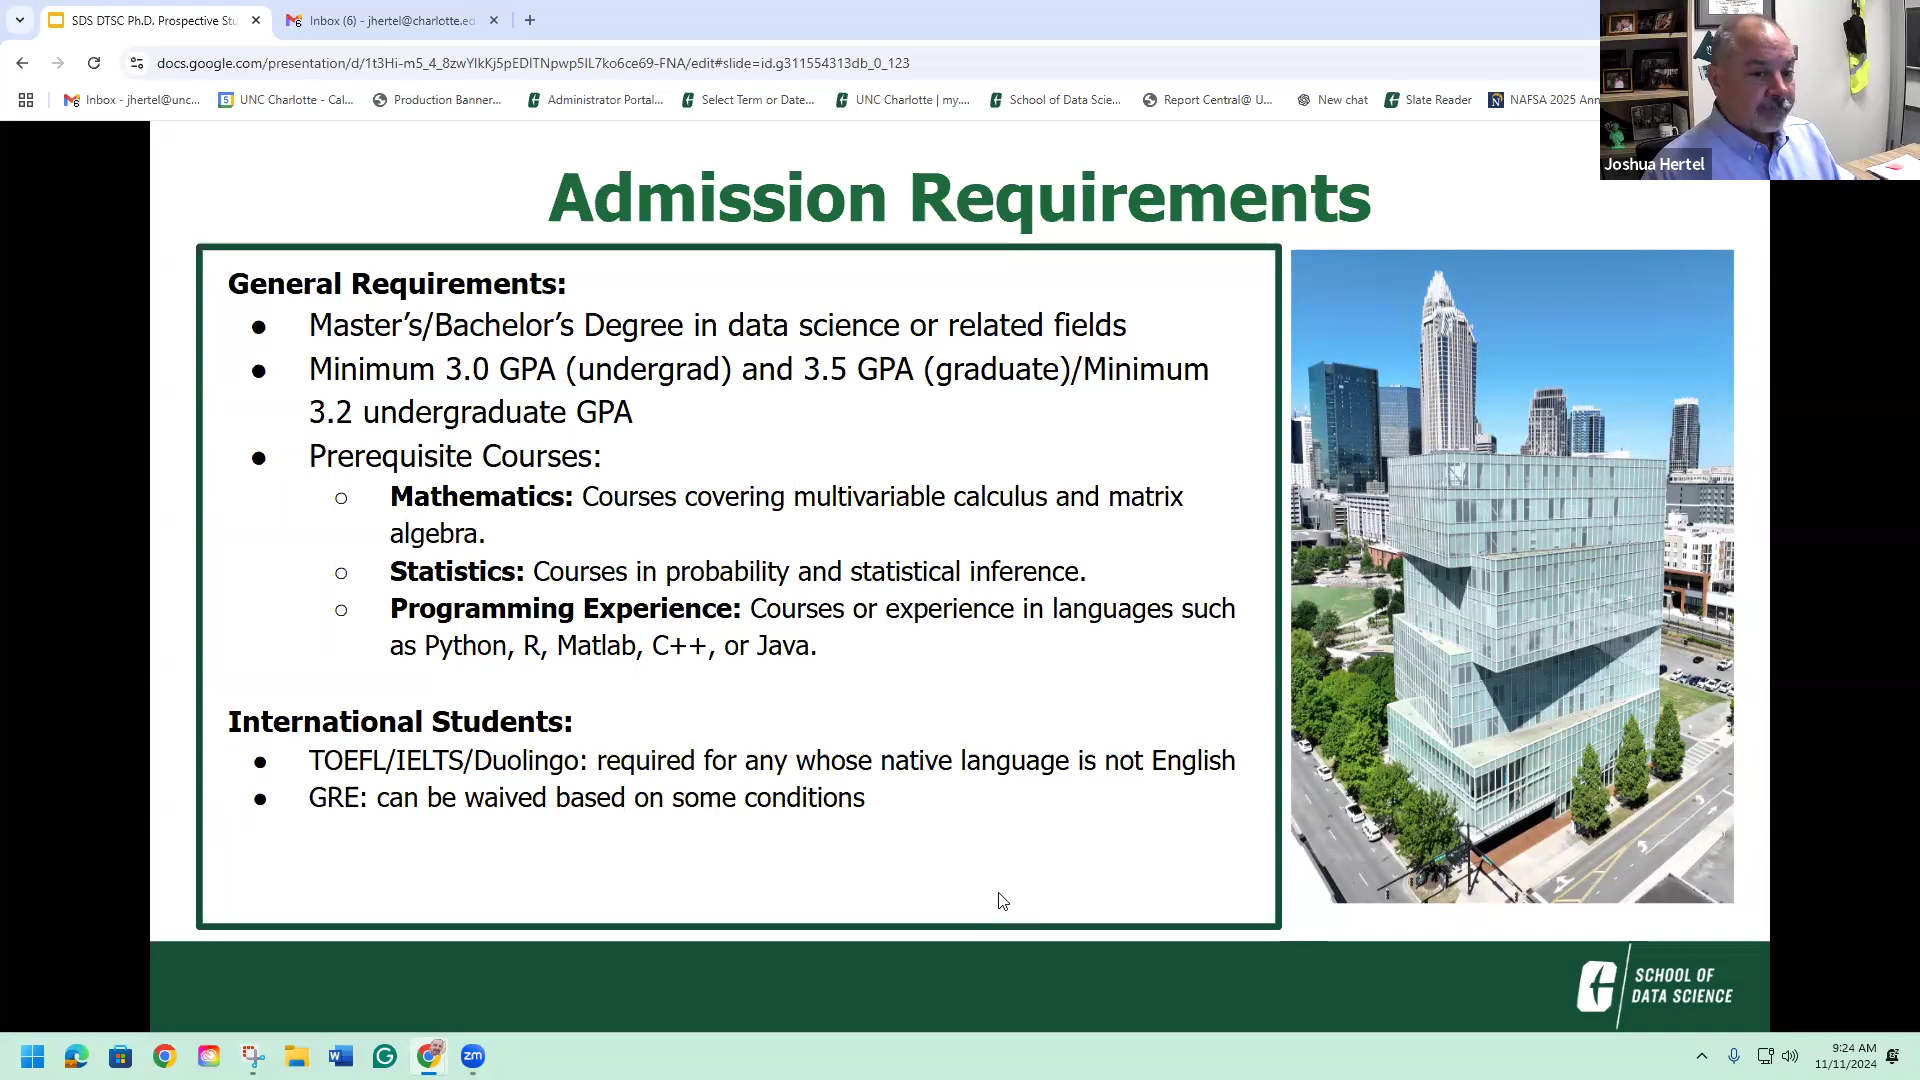 SDS DTSC Ph.D. Prospective Stu
Inbox (6) - jhertel@charlotte.ed
docs.google.com/presentation/d/1t3Hi-m5_4_8zwYlkKj5pEDITNpwp5IL7ko6ce69-FNA/edit#slide=id.g311554313db_0_123
Inbox - jhertel@unc...
UNC Charlotte - Cal...
Production Banner...
Administrator Portal...
Select Term or Date...
UNC Charlotte | my....
School of Data Scie...
Report Central@ U...
New chat
Slate Reader
NAFSA 2025 Ann
Joshua Hertel
Admission Requirements
General Requirements:
● Master’s/Bachelor’s Degree in data science or related fields
● Minimum 3.0 GPA (undergrad) and 3.5 GPA (graduate)/Minimum
3.2 undergraduate GPA
● Prerequisite Courses:
○ Mathematics: Courses covering multivariable calculus and matrix
algebra.
○ Statistics: Courses in probability and statistical inference.
○ Programming Experience: Courses or experience in languages such
as Python, R, Matlab, C++, or Java.
International Students:
● TOEFL/IELTS/Duolingo: required for any whose native language is not English
● GRE: can be waived based on some conditions
SCHOOL OF
DATA SCIENCE
zm
9:24 AM
11/11/2024